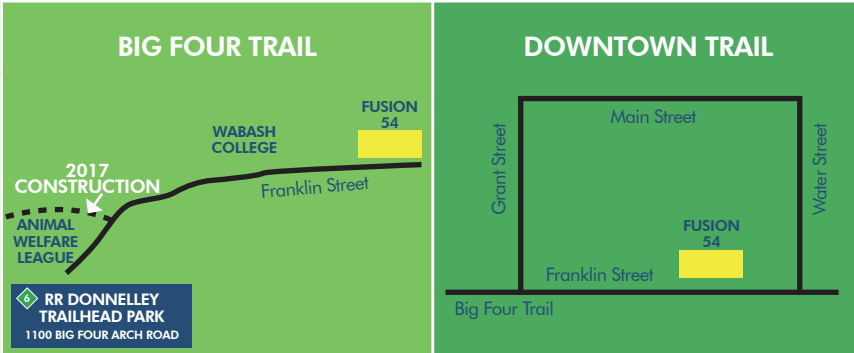 BIG FOUR TRAIL
FUSION
54
WABASH
COLLEGE
Franklin Street
2017
CONSTRUCTION
ANIMAL
WELFARE
LEAGUE
6
RR DONNELLEY
TRAILHEAD PARK
1100 BIG FOUR ARCH ROAD
DOWNTOWN TRAIL
Main Street
Grant Street
Water Street
FUSION
54
Franklin Street
Big Four Trail